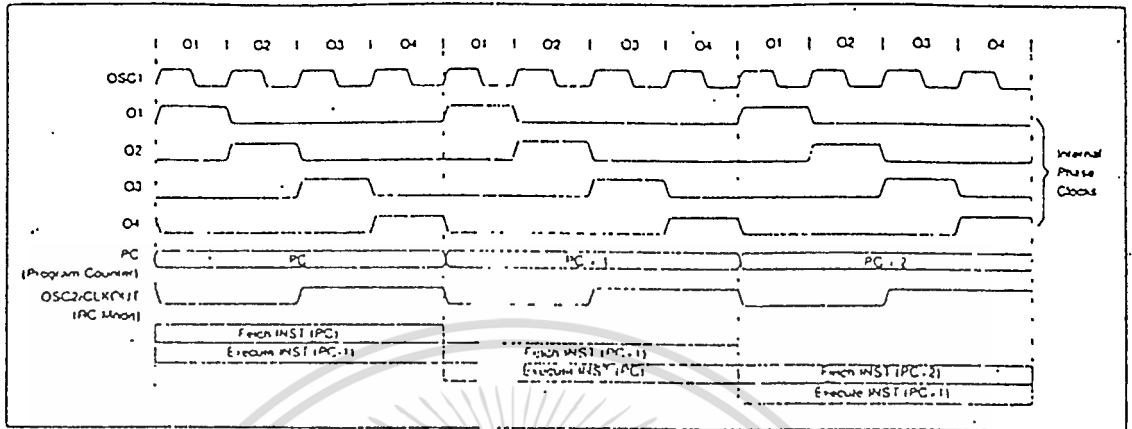 Q1 Q2 Q3 Q4 Q1 Q2 Q3 Q4 Q1 Q2 Q3 Q4
OSC1
Q1
Q2
Q3
Q4
Internal
Phase
Clocks
PC
(Program Counter)
PC PC+1 PC+2
OSC2/CLKOUT
(RC Mode)
Fetch INST (PC)
Execute INST (PC-1) Fetch INST (PC+1)
Execute INST (PC) Fetch INST (PC+2)
Execute INST (PC+1)